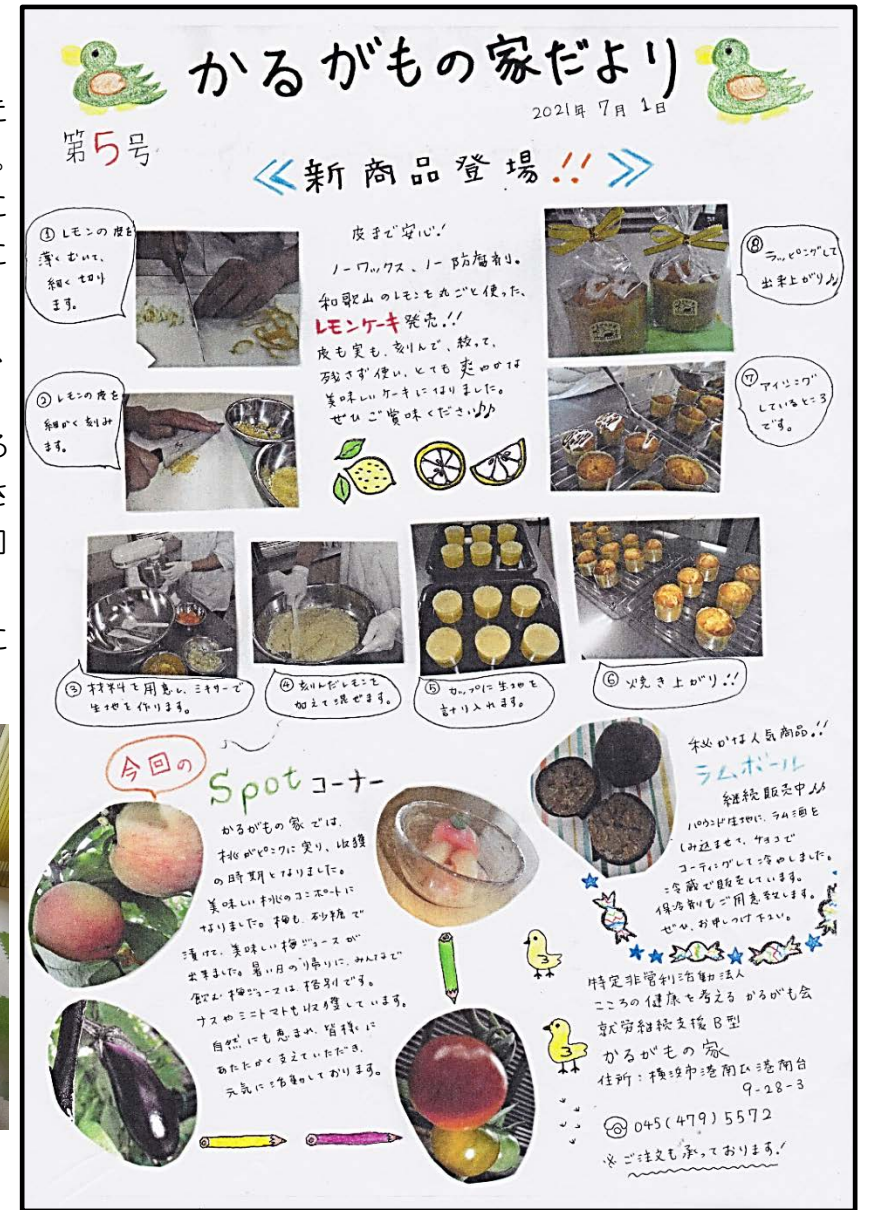 かるがもの家だより
2021年 7月 1日
第5号
≪新商品登場!!≫
① レモンの皮を
薄くむいて、
細く切り
ます。
② レモンの皮を
細かく刻み
ます。
皮まで安心!
ノーワックス、ノー防腐剤。
和歌山のレモンを丸ごと使った、
レモンケーキ発売!!
皮も実も、刻んで、絞って、
残さず使い、とても爽やかな
美味しいケーキになりました。
ぜひご賞味ください♪♪
⑧ ラッピングして
出来上がり♪♪
⑦ アイシング
しているところ
です。
③ 材料を用意し、ミキサーで
生地を作ります。
④ 刻んだレモンを
加えて混ぜます。
⑤ カップに生地を
計り入れます。
⑥ 焼き上がり!!
今回の
Spotコーナー
かるがもの家では、
桃がピンクに実り、収獲
の時期となりました。
美味しい桃のコンポートに
なりました。梅も、砂糖で
漬けて、美味しい梅ジュースが
出来ました。暑い日の帰りに、みんなで
飲む梅ジュースは、格別です。
ナスやミニトマトも収獲しています。
自然にも恵まれ、皆様に
あたたかく支えていただき、
元気に活動しております。
秘かな人気商品!!
ラムボール
継続販売中♪♪
パウンド生地に、ラム酒を
しみ込ませて、チョコで
コーティングして冷やしました。
冷蔵で販売しています。
保冷剤もご用意致します。
ぜひ、お申しつけ下さい。
特定非営利活動法人
こころの健康を考える かるがも会
就労継続支援B型
かるがもの家
住所:横浜市港南区港南台
9-28-3
☎ 045(479)5572
※ご注文も承っております!